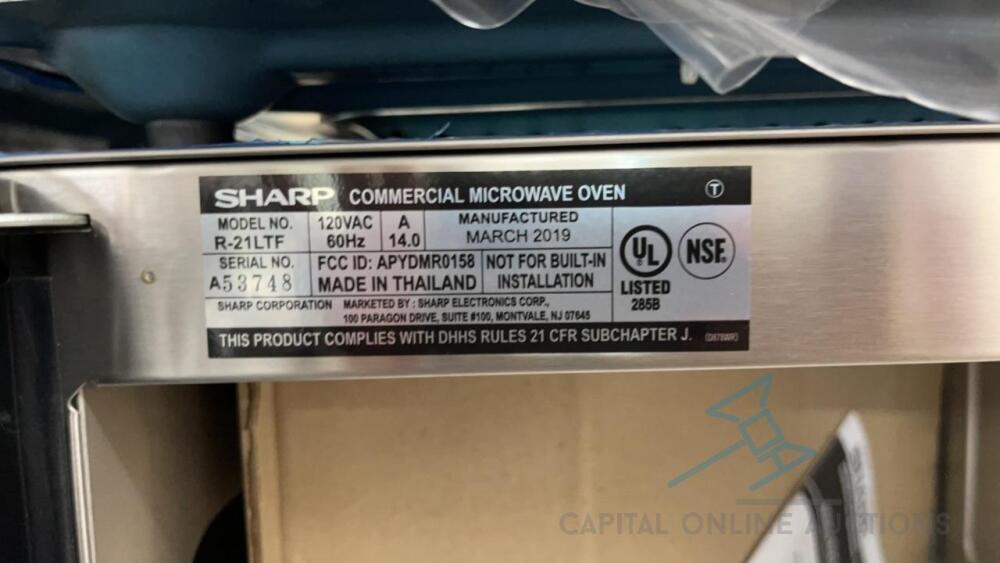 SHARP COMMERCIAL MICROWAVE OVEN T
MODEL NO. 120VAC A MANUFACTURED
R-21LTF 60Hz 14.0 MARCH 2019
SERIAL NO. FCC ID: APYDMR0158 NOT FOR BUILT-IN
A53748 MADE IN THAILAND INSTALLATION
UL NSF®
LISTED
285B
SHARP CORPORATION MARKETED BY : SHARP ELECTRONICS CORP.,
100 PARAGON DRIVE, SUITE #100, MONTVALE, NJ 07645
THIS PRODUCT COMPLIES WITH DHHS RULES 21 CFR SUBCHAPTER J.
CAPITAL ONLINE AUCTIONS